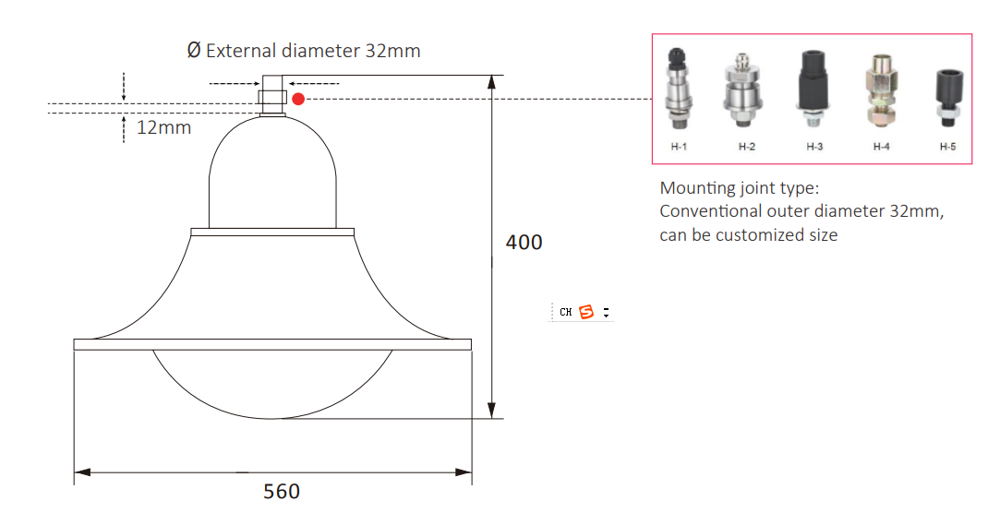 Ø External diameter 32mm
12mm
H-1
H-2
H-3
H-4
H-5
Mounting joint type:
Conventional outer diameter 32mm,
can be customized size
400
CH S
560